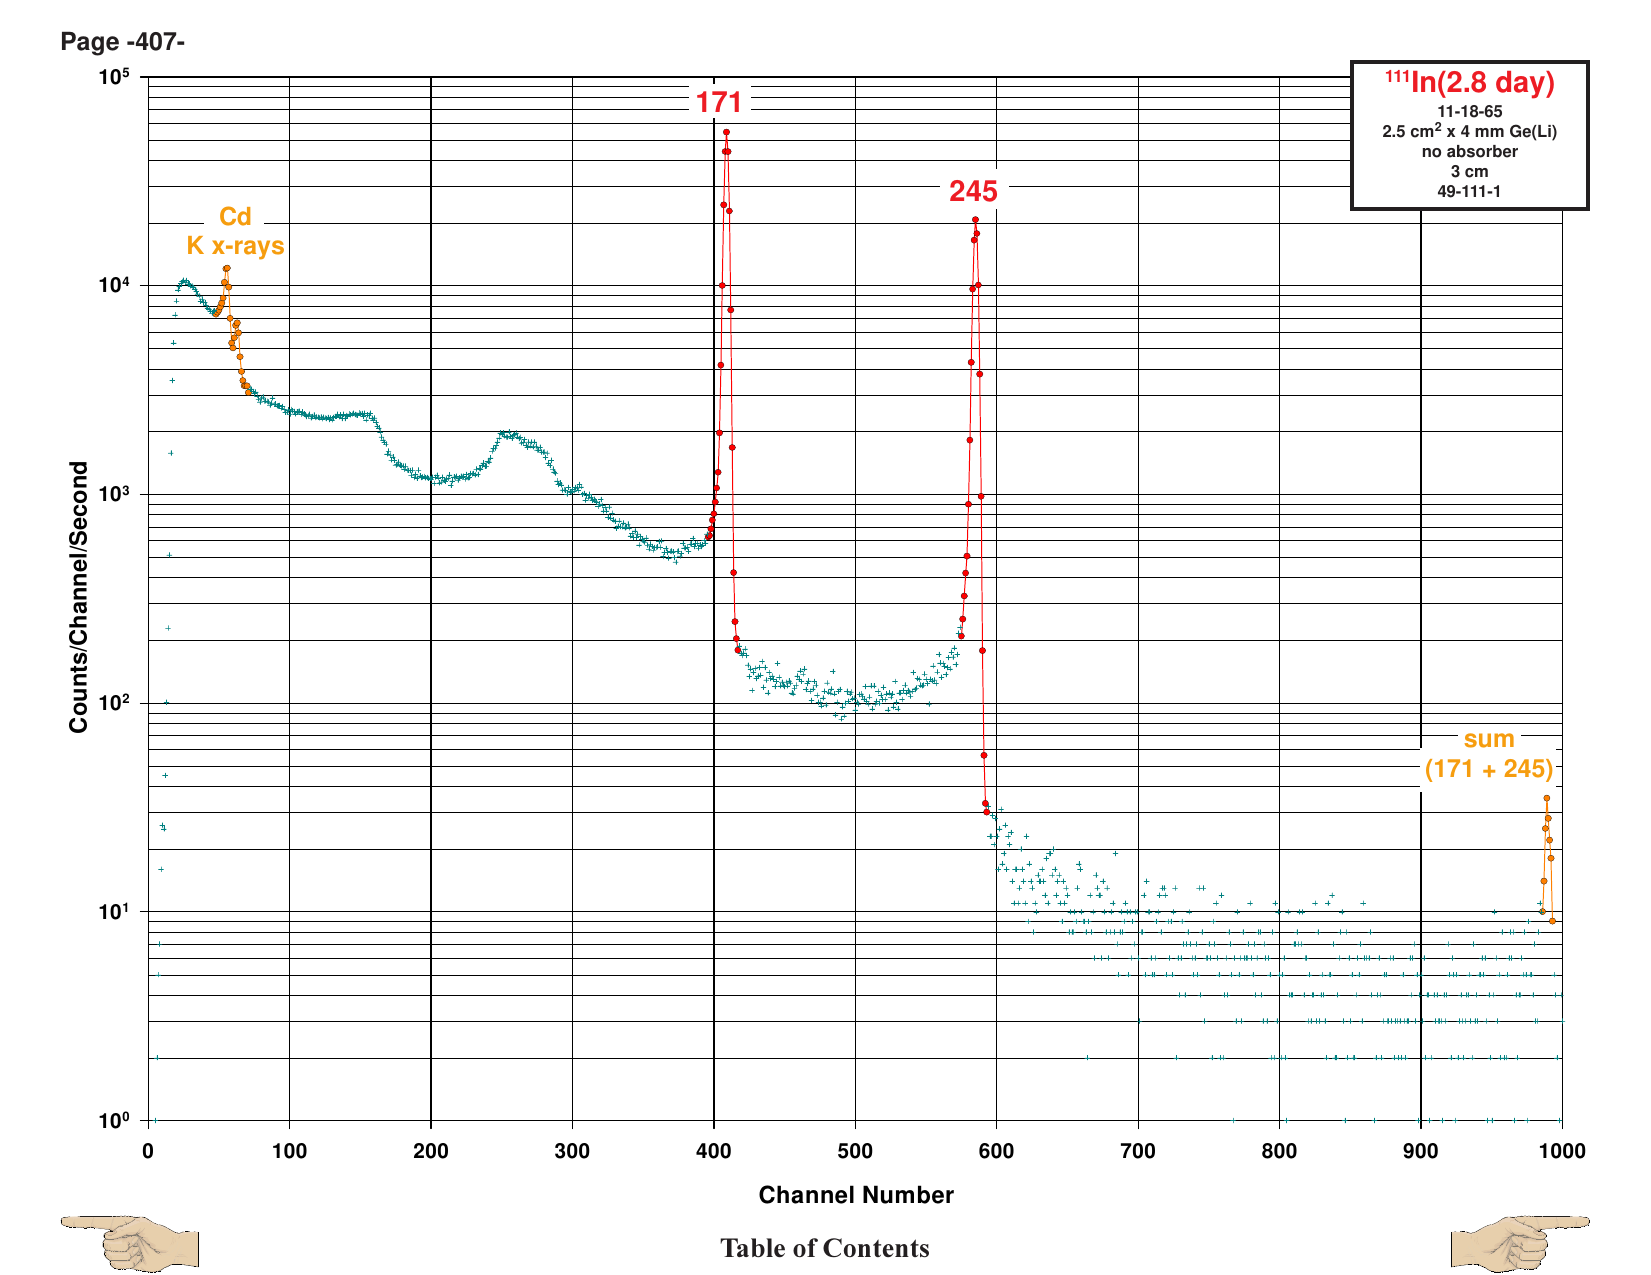 Page -407-
10⁵
171
¹¹¹In(2.8 day)
11-18-65
2.5 cm² x 4 mm Ge(Li)
no absorber
3 cm
49-111-1
245
Cd
K x-rays
10⁴
10³
Counts/Channel/Second
10²
sum
(171 + 245)
10¹
10⁰
0 100 200 300 400 500 600 700 800 900 1000
Channel Number
Table of Contents